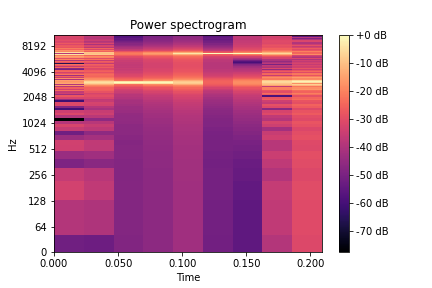 Power spectrogram
8192
4096
2048
1024
512
256
128
64
0
Hz
0.000 0.050 0.100 0.150 0.200
Time
+0 dB
-10 dB
-20 dB
-30 dB
-40 dB
-50 dB
-60 dB
-70 dB